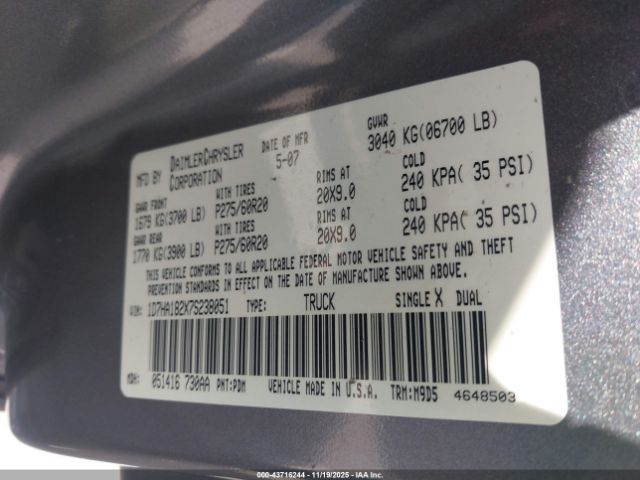 MFD BY DAIMLERCHRYSLER CORPORATION DATE OF MFR 5-07 GVWR 3040 KG(06700 LB)
GAWR FRONT WITH TIRES RIMS AT COLD
1679 KG(3700 LB) P275/60R20 20X9.0 240 KPA( 35 PSI)
GAWR REAR WITH TIRES RIMS AT COLD
1770 KG(3900 LB) P275/60R20 20X9.0 240 KPA( 35 PSI)
THIS VEHICLE CONFORMS TO ALL APPLICABLE FEDERAL MOTOR VEHICLE SAFETY AND THEFT
PREVENTION STANDARDS IN EFFECT ON THE DATE OF MANUFACTURE SHOWN ABOVE.
VIN: 1D7HA182X7S238051 TYPE: TRUCK SINGLE X DUAL
MDH: 051416 730AA PNT:PDM VEHICLE MADE IN U.S.A. TRM:M9D5 4648503
000-43716244 - 11/19/2025 - IAAI.COM